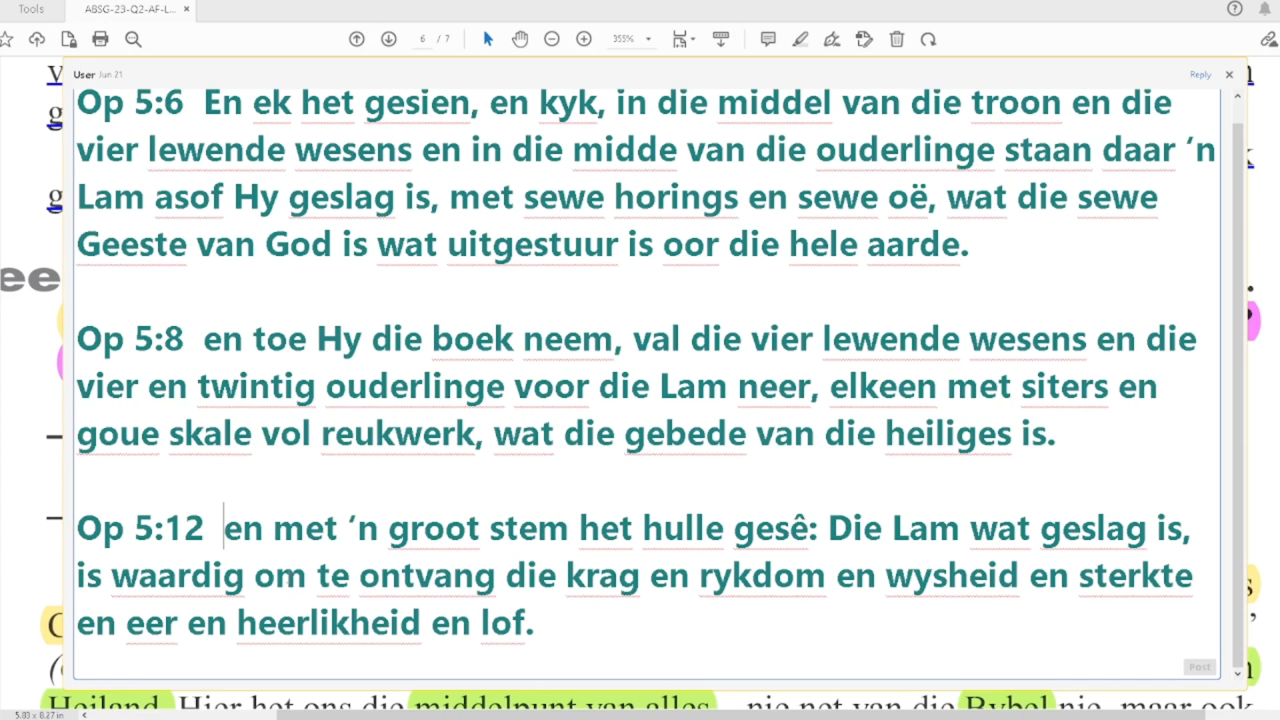 Tools
ABSG-23-Q2-AF-L... ×
6 / 7
355%
User Jun 21
Reply
Op 5:6 En ek het gesien, en kyk, in die middel van die troon en die
vier lewende wesens en in die midde van die ouderlinge staan daar ’n
Lam asof Hy geslag is, met sewe horings en sewe oë, wat die sewe
Geeste van God is wat uitgestuur is oor die hele aarde.
Op 5:8 en toe Hy die boek neem, val die vier lewende wesens en die
vier en twintig ouderlinge voor die Lam neer, elkeen met siters en
goue skale vol reukwerk, wat die gebede van die heiliges is.
Op 5:12 en met ‘n groot stem het hulle gesê: Die Lam wat geslag is,
is waardig om te ontvang die krag en rykdom en wysheid en sterkte
en eer en heerlikheid en lof.
Post
Heiland. Hier het ons die middelpunt van alles – nie net van die Bybel nie, maar ook
5.83 x 8.27 in